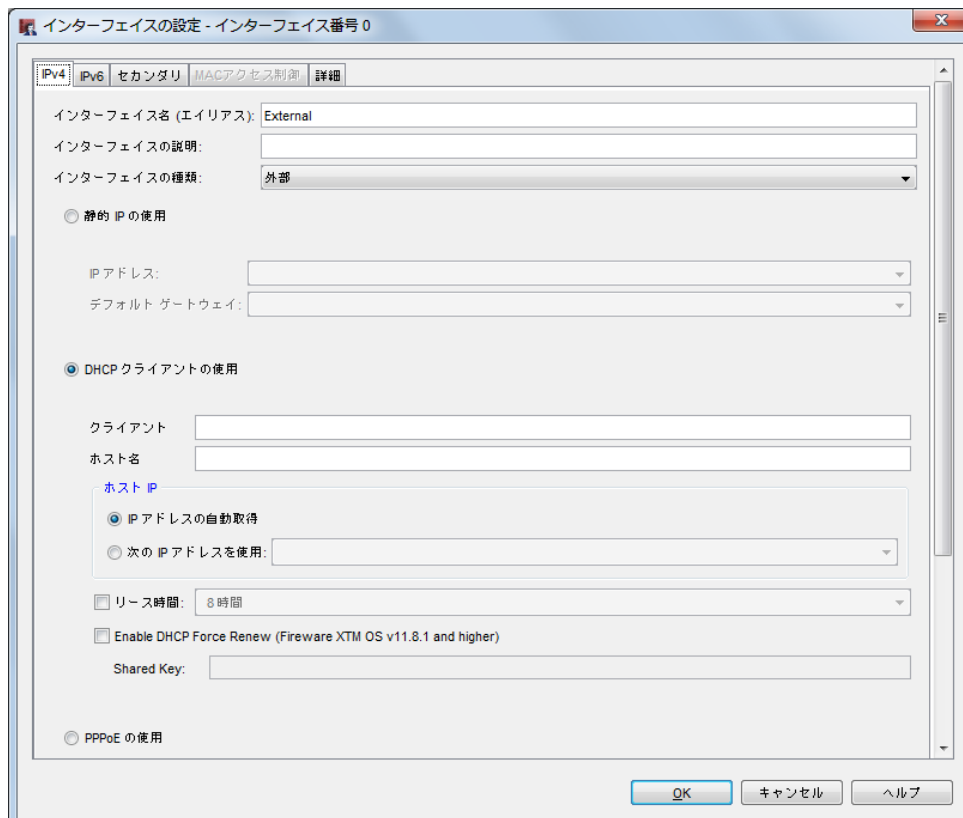 インターフェイスの設定 - インターフェイス番号 0
IPv4 IPv6 セカンダリ MACアクセス制御 詳細
インターフェイス名 (エイリアス): External
インターフェイスの説明:
インターフェイスの種類: 外部
静的 IP の使用
IP アドレス:
デフォルト ゲートウェイ:
DHCP クライアントの使用
クライアント
ホスト名
ホスト IP
IP アドレスの自動取得
次の IP アドレスを使用:
リース時間: 8 時間
Enable DHCP Force Renew (Fireware XTM OS v11.8.1 and higher)
Shared Key:
PPPoE の使用
OK キャンセル ヘルプ